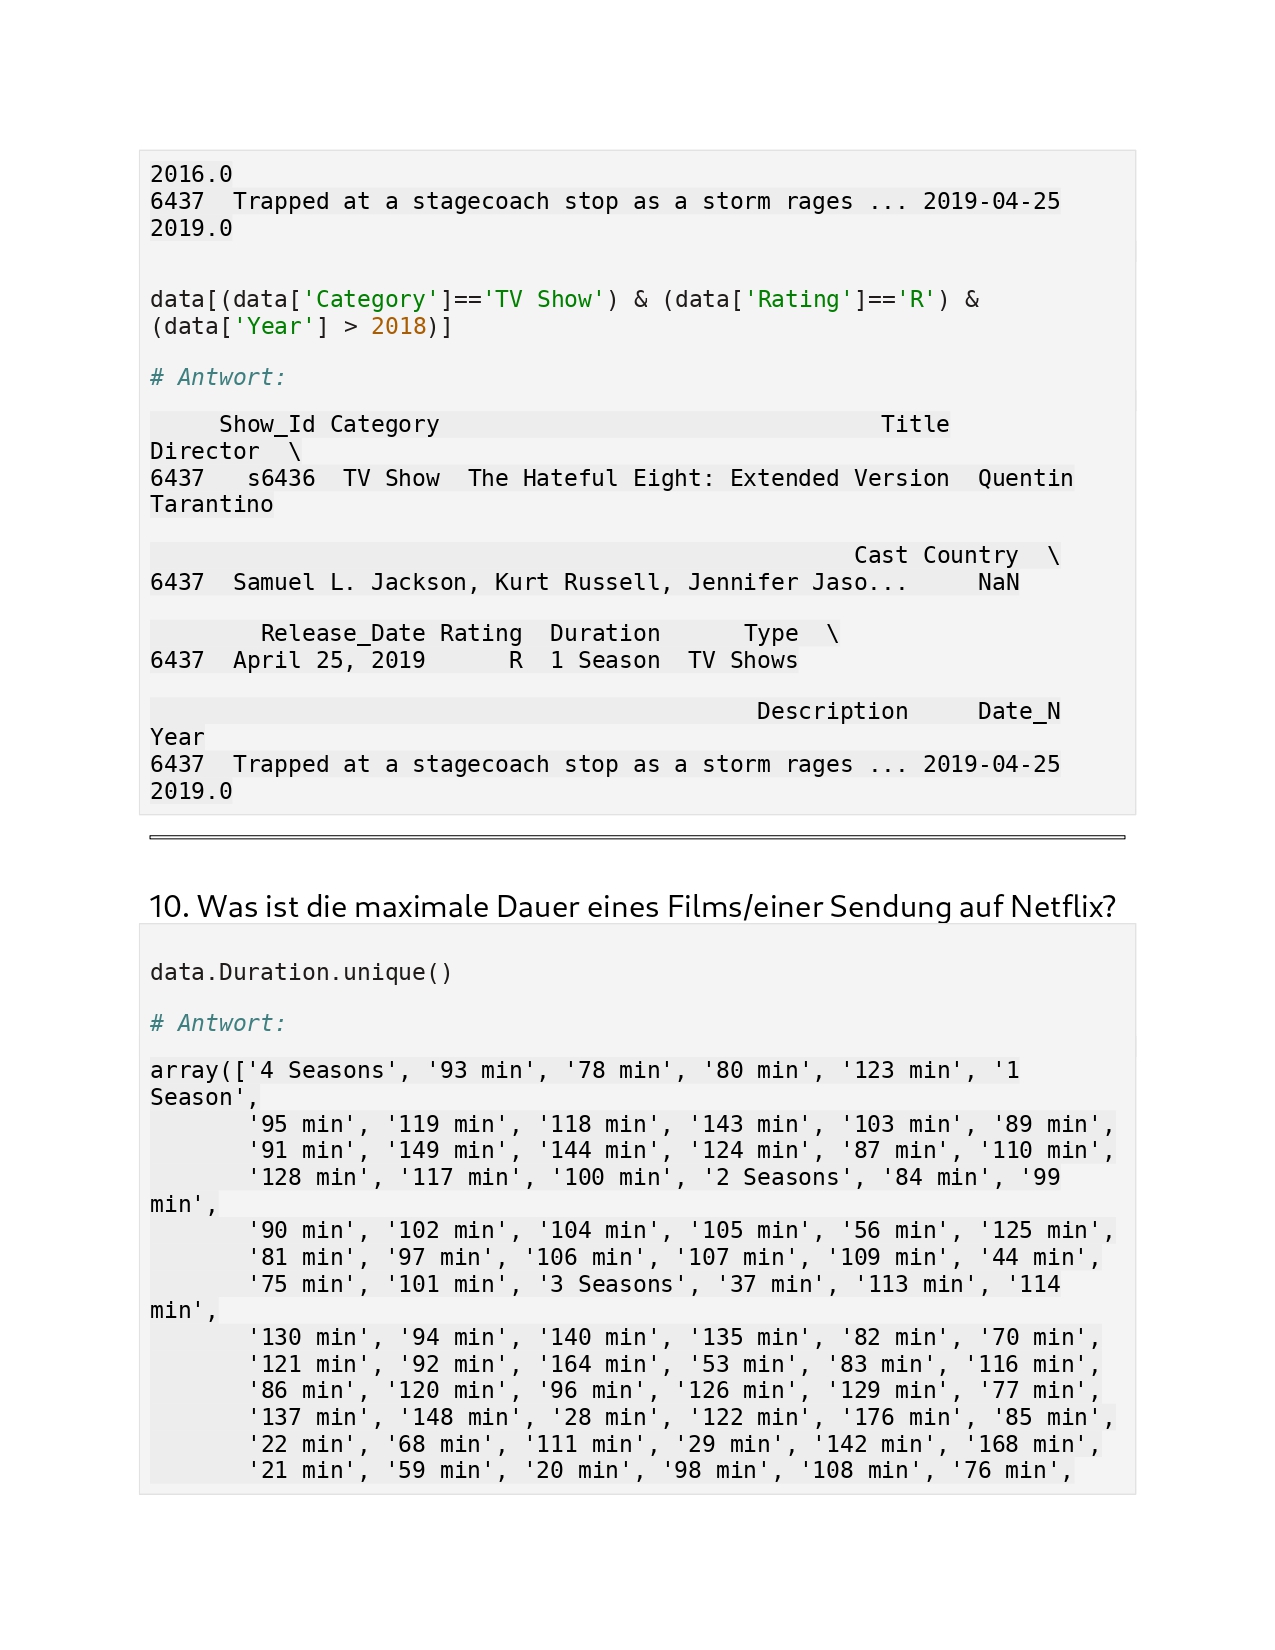 2016.0
6437  Trapped at a stagecoach stop as a storm rages ... 2019-04-25
2019.0
data[(data['Category']=='TV Show') & (data['Rating']=='R') &
(data['Year'] > 2018)]
# Antwort:
     Show_Id Category                                Title
Director  \
6437   s6436  TV Show  The Hateful Eight: Extended Version  Quentin
Tarantino
                                                   Cast Country  \
6437  Samuel L. Jackson, Kurt Russell, Jennifer Jaso...     NaN
        Release_Date Rating  Duration      Type  \
6437  April 25, 2019      R  1 Season  TV Shows
                                            Description     Date_N
Year
6437  Trapped at a stagecoach stop as a storm rages ... 2019-04-25
2019.0
10. Was ist die maximale Dauer eines Films/einer Sendung auf Netflix?
data.Duration.unique()
# Antwort:
array(['4 Seasons', '93 min', '78 min', '80 min', '123 min', '1
Season',
       '95 min', '119 min', '118 min', '143 min', '103 min', '89 min',
       '91 min', '149 min', '144 min', '124 min', '87 min', '110 min',
       '128 min', '117 min', '100 min', '2 Seasons', '84 min', '99
min',
       '90 min', '102 min', '104 min', '105 min', '56 min', '125 min',
       '81 min', '97 min', '106 min', '107 min', '109 min', '44 min',
       '75 min', '101 min', '3 Seasons', '37 min', '113 min', '114
min',
       '130 min', '94 min', '140 min', '135 min', '82 min', '70 min',
       '121 min', '92 min', '164 min', '53 min', '83 min', '116 min',
       '86 min', '120 min', '96 min', '126 min', '129 min', '77 min',
       '137 min', '148 min', '28 min', '122 min', '176 min', '85 min',
       '22 min', '68 min', '111 min', '29 min', '142 min', '168 min',
       '21 min', '59 min', '20 min', '98 min', '108 min', '76 min',